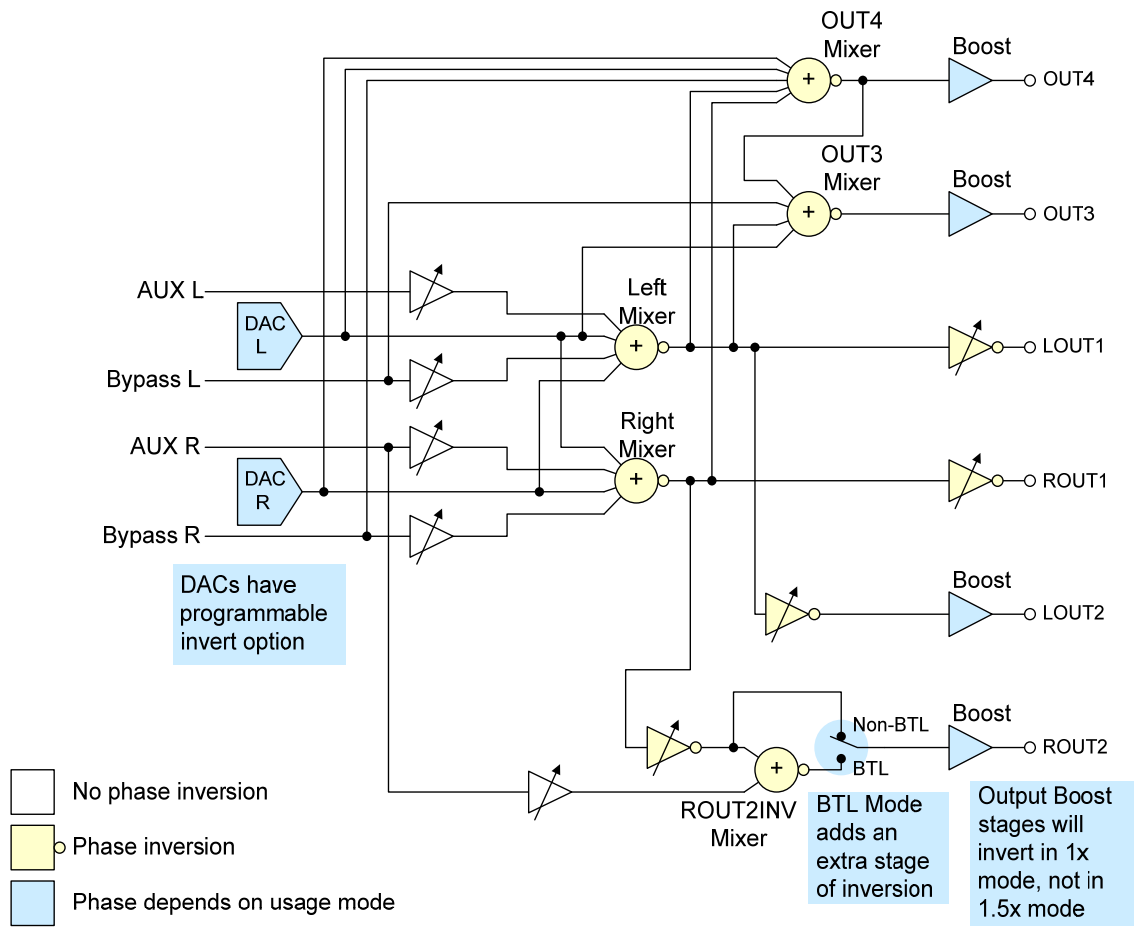 OUT4
Mixer
Boost
+
OUT4
OUT3
Mixer
Boost
+
OUT3
AUX L
Left
Mixer
DAC
L
+
LOUT1
Bypass L
Right
Mixer
AUX R
DAC
R
+
ROUT1
Bypass R
DACs have
programmable
invert option
Boost
LOUT2
Boost
Non-BTL
ROUT2
+
BTL
ROUT2INV
Mixer
BTL Mode
adds an
extra stage
of inversion
Output Boost
stages will
invert in 1x
mode, not in
1.5x mode
No phase inversion
Phase inversion
Phase depends on usage mode